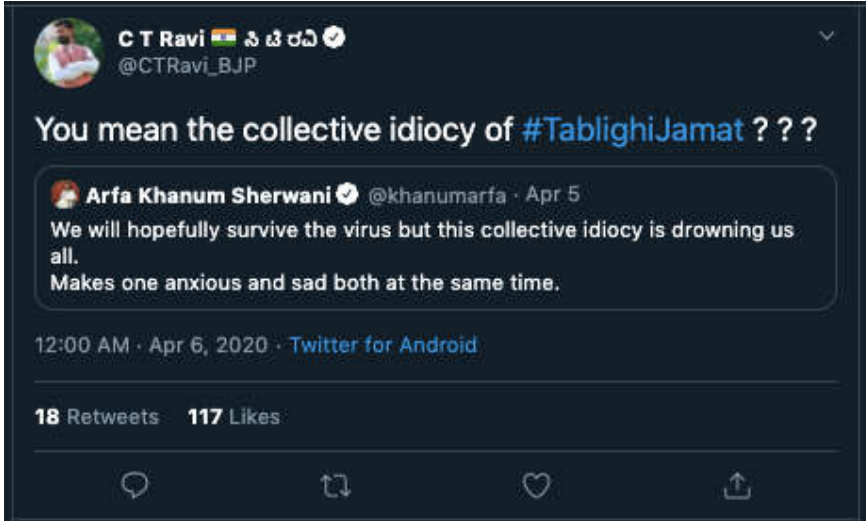 C T Ravi 🇮🇳 ಸಿ ಟಿ ರವಿ
@CTRavi_BJP
You mean the collective idiocy of #TablighiJamat ? ? ?
Arfa Khanum Sherwani @khanumarfa · Apr 5
We will hopefully survive the virus but this collective idiocy is drowning us
all.
Makes one anxious and sad both at the same time.
12:00 AM · Apr 6, 2020 · Twitter for Android
18 Retweets 117 Likes